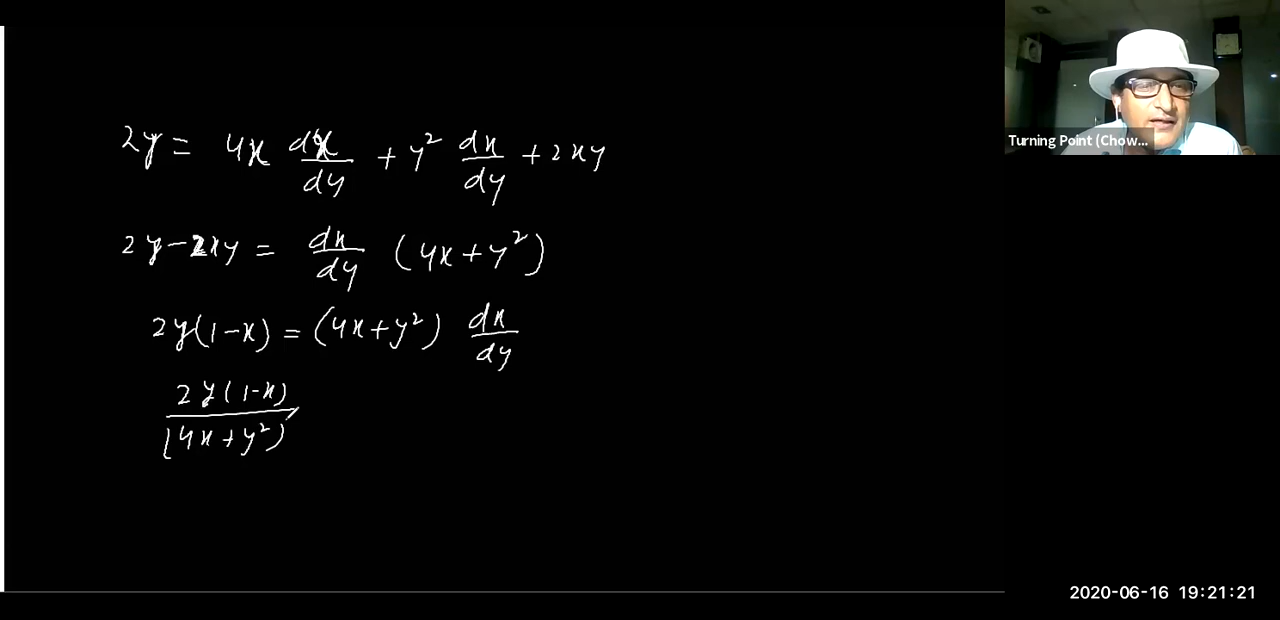 2y = 4x dx/dy + y² dx/dy + 2xy
2y - 2xy = dx/dy (4x + y²)
2y(1-x) = (4x + y²) dx/dy
2y(1-x)/(4x + y²)
Turning Point (Chow...
2020-06-16 19:21:21